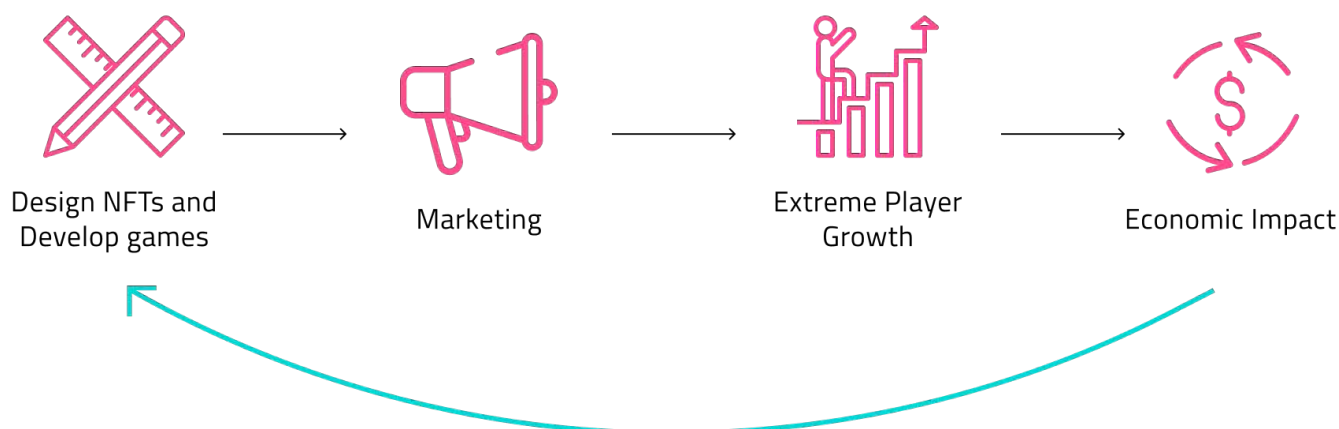 Design NFTs and
Develop games
Marketing
Extreme Player
Growth
Economic Impact